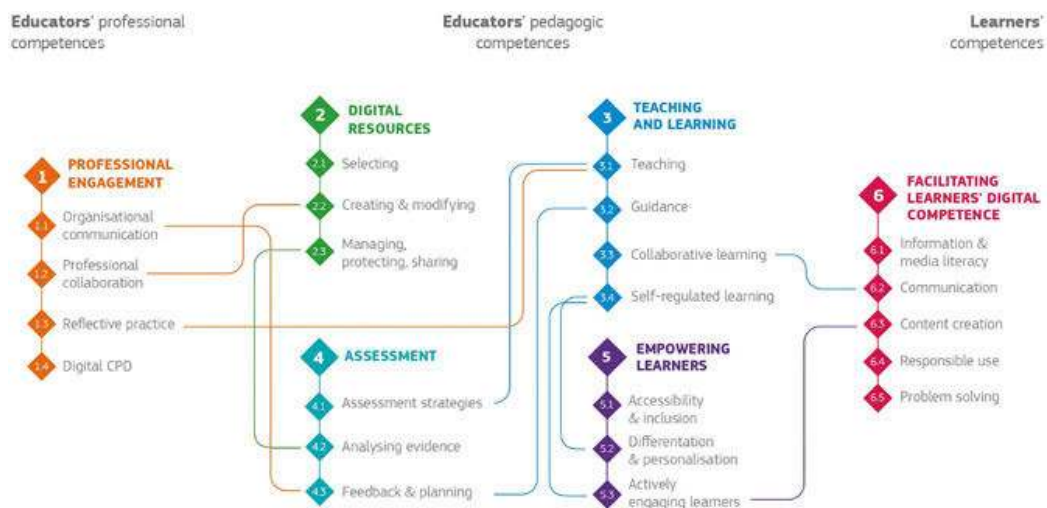 Educators' professional
competences
Educators' pedagogic
competences
Learners'
competences
1
PROFESSIONAL
ENGAGEMENT
1.1
Organisational
communication
1.2
Professional
collaboration
1.3
Reflective practice
1.4
Digital CPD
2
DIGITAL
RESOURCES
2.1
Selecting
2.2
Creating & modifying
2.3
Managing,
protecting, sharing
3
TEACHING
AND LEARNING
3.1
Teaching
3.2
Guidance
3.3
Collaborative learning
3.4
Self-regulated learning
4
ASSESSMENT
4.1
Assessment strategies
4.2
Analysing evidence
4.3
Feedback & planning
5
EMPOWERING
LEARNERS
5.1
Accessibility
& inclusion
5.2
Differentation
& personalisation
5.3
Actively
engaging learners
6
FACILITATING
LEARNERS' DIGITAL
COMPETENCE
6.1
Information &
media literacy
6.2
Communication
6.3
Content creation
6.4
Responsible use
6.5
Problem solving